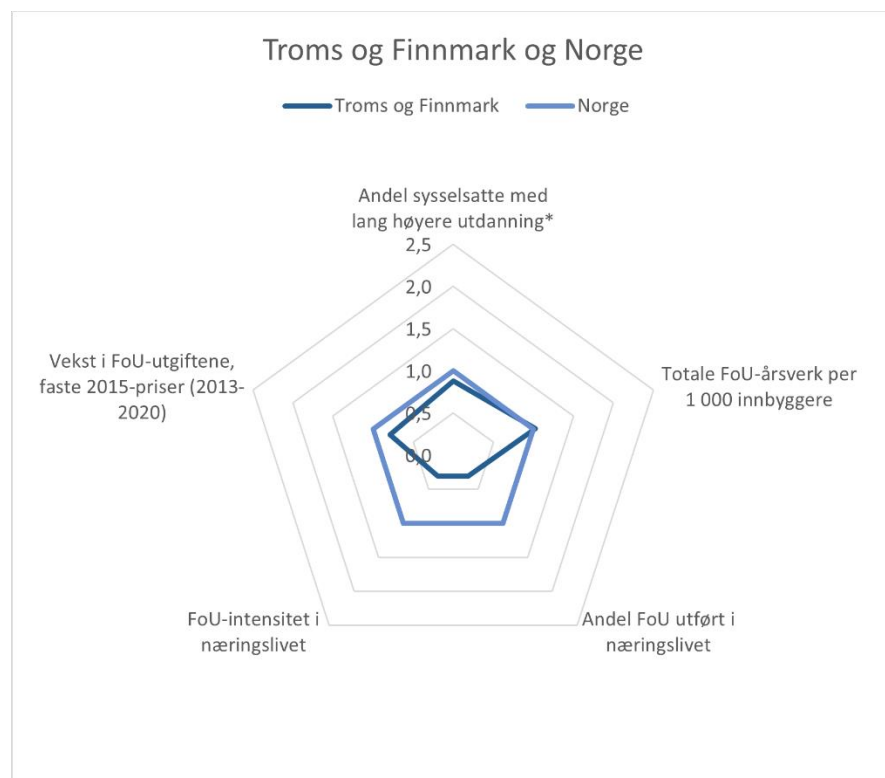 Troms og Finnmark og Norge
Troms og Finnmark
Norge
Andel sysselsatte med
lang høyere utdanning*
2,5
2,0
1,5
1,0
0,5
0,0
Totale FoU-årsverk per
1 000 innbyggere
Andel FoU utført i
næringslivet
FoU-intensitet i
næringslivet
Vekst i FoU-utgiftene,
faste 2015-priser (2013-
2020)